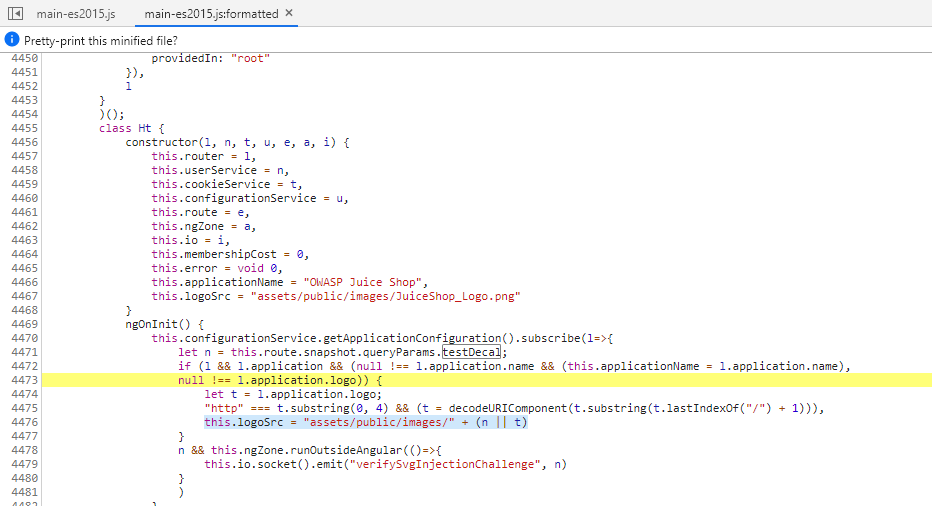 main-es2015.js main-es2015.js:formatted ×
Pretty-print this minified file?
4450 providedIn: "root"
4451 }),
4452 l
4453 }
4454 )();
4455 class Ht {
4456 constructor(l, n, t, u, e, a, i) {
4457 this.router = l,
4458 this.userService = n,
4459 this.cookieService = t,
4460 this.configurationService = u,
4461 this.route = e,
4462 this.ngZone = a,
4463 this.io = i,
4464 this.membershipCost = 0,
4465 this.error = void 0,
4466 this.applicationName = "OWASP Juice Shop",
4467 this.logoSrc = "assets/public/images/JuiceShop_Logo.png"
4468 }
4469 ngOnInit() {
4470 this.configurationService.getApplicationConfiguration().subscribe(l=>{
4471 let n = this.route.snapshot.queryParams.testDecal;
4472 if (l && l.application && (null !== l.application.name && (this.applicationName = l.application.name),
4473 null !== l.application.logo)) {
4474 let t = l.application.logo;
4475 "http" === t.substring(0, 4) && (t = decodeURIComponent(t.substring(t.lastIndexOf("/") + 1))),
4476 this.logoSrc = "assets/public/images/" + (n || t)
4477 }
4478 n && this.ngZone.runOutsideAngular(()=>{
4479 this.io.socket().emit("verifySvgInjectionChallenge", n)
4480 }
4481 )